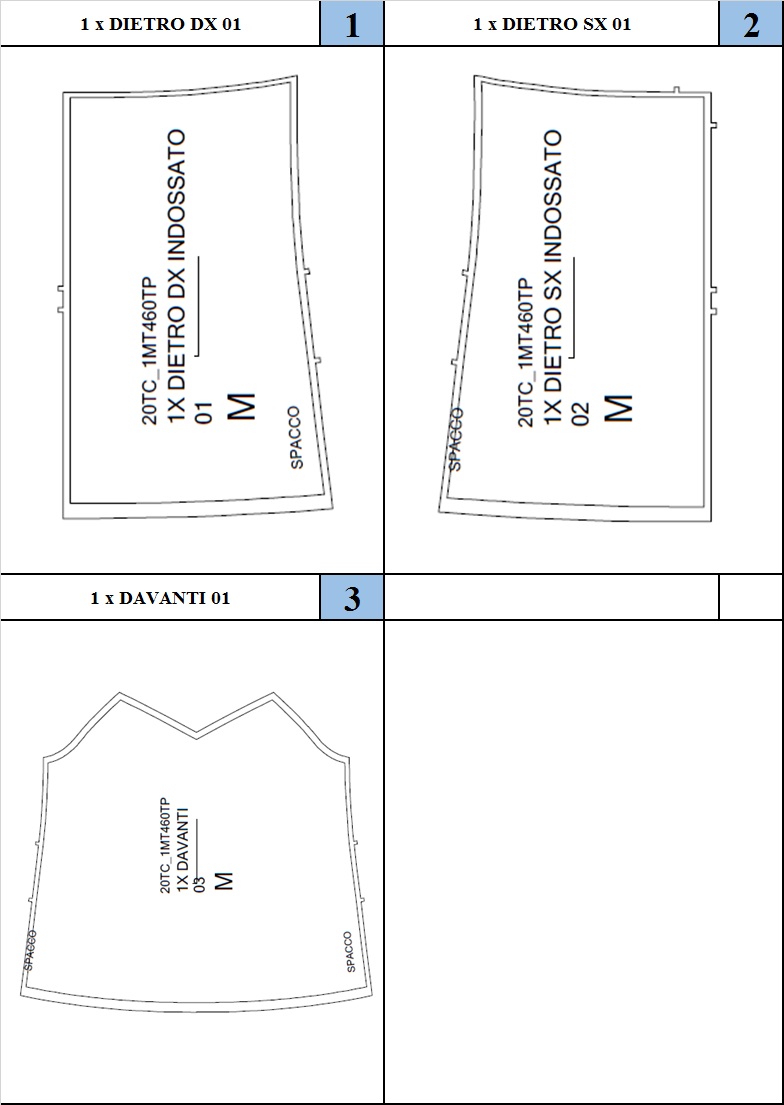 1 x DIETRO DX 01
1
1 x DIETRO SX 01
2
20TC_1MT460TP
1X DIETRO DX INDOSSATO
01
M
SPACCO
20TC_1MT460TP
1X DIETRO SX INDOSSATO
02
M
SPACCO
1 x DAVANTI 01
3
20TC_1MT460TP
1X DAVANTI
03
M
SPACCO
SPACCO